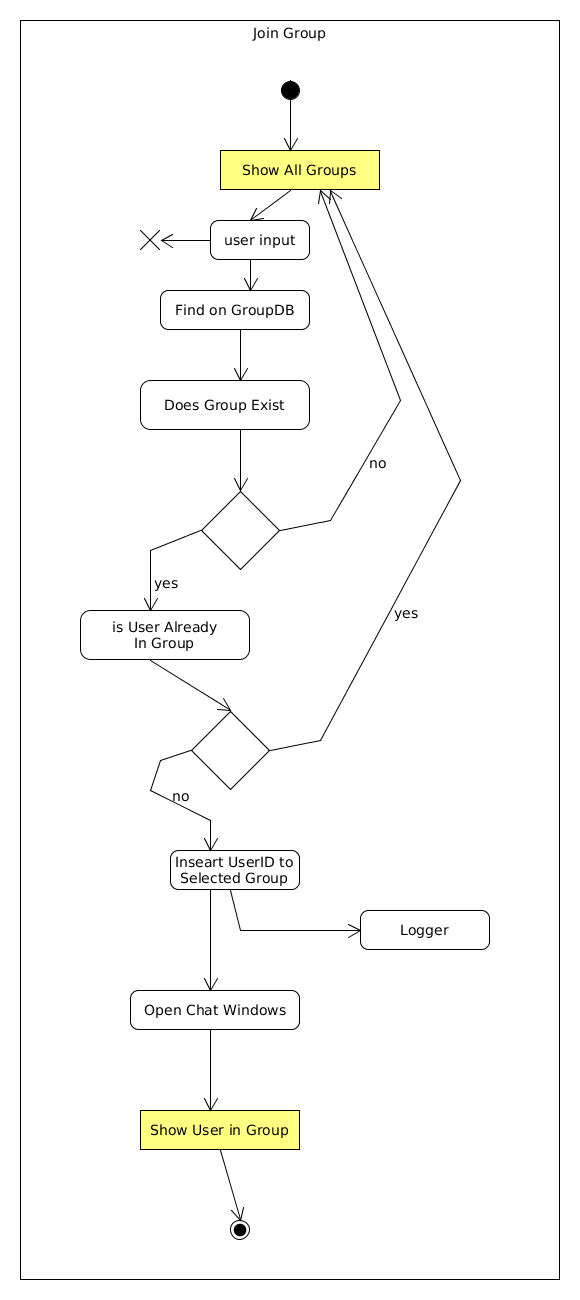 Join Group
Show All Groups
user input
Find on GroupDB
Does Group Exist
no
yes
is User Already
In Group
yes
no
Inseart UserID to
Selected Group
Logger
Open Chat Windows
Show User in Group